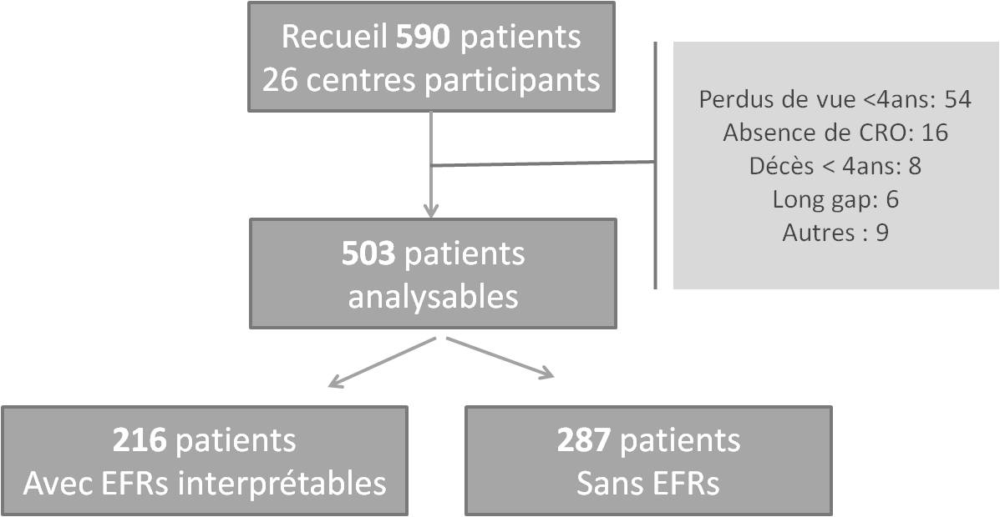 Recueil 590 patients
26 centres participants
Perdus de vue <4ans: 54
Absence de CRO: 16
Décès < 4ans: 8
Long gap: 6
Autres : 9
503 patients
analysables
216 patients
Avec EFRs interprétables
287 patients
Sans EFRs